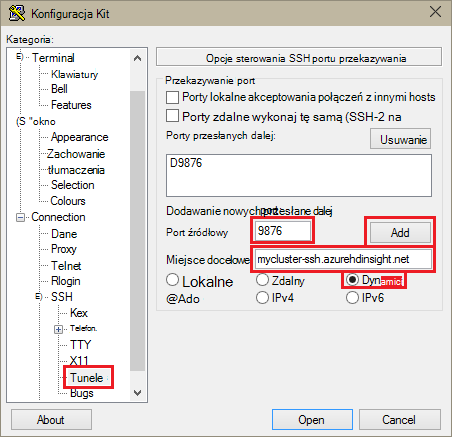 Konfiguracja Kit
Kategoria:
Terminal
Klawiatury
Bell
Features
(S "okno
Appearance
Zachowanie
tłumaczenia
Selection
Colours
Connection
Dane
Proxy
Telnet
Rlogin
SSH
Kex
Telefon.
TTY
X11
Tunele
Bugs
Opcje sterowania SSH portu przekazywania
Przekazywanie port
Porty lokalne akceptowania połączeń z innymi hosts
Porty zdalne wykonaj tę samą (SSH-2 na
Porty przesłanych dalej:
Usuwanie
D9876
Dodawanie nowych port przesłane dalej
Port źródłowy
9876
Add
Miejsce docelowe
mycluster-ssh.azurehdinsight.net
Lokalne
Zdalny
Dynamici
@Ado
IPv4
IPv6
About
Open
Cancel